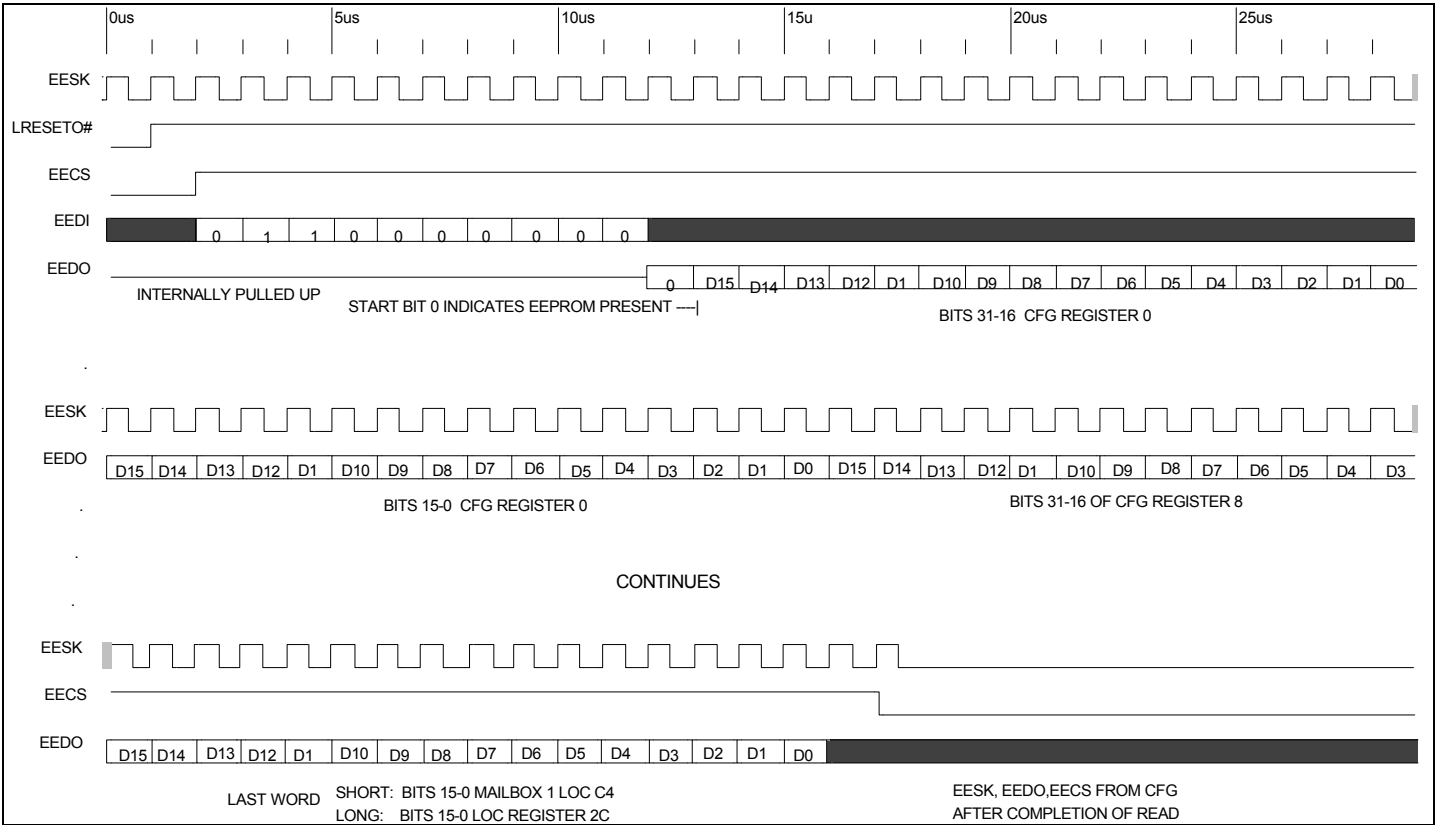 0us 5us 10us 15u 20us 25us
EESK
LRESETO#
EECS
EEDI 0 1 1 0 0 0 0 0 0 0
EEDO 0 D15 D14 D13 D12 D1 D10 D9 D8 D7 D6 D5 D4 D3 D2 D1 D0
INTERNALLY PULLED UP
START BIT 0 INDICATES EEPROM PRESENT ----|
BITS 31-16 CFG REGISTER 0
.
EESK
EEDO D15 D14 D13 D12 D1 D10 D9 D8 D7 D6 D5 D4 D3 D2 D1 D0 D15 D14 D13 D12 D1 D10 D9 D8 D7 D6 D5 D4 D3
BITS 15-0 CFG REGISTER 0
BITS 31-16 OF CFG REGISTER 8
.
.
CONTINUES
.
EESK
EECS
EEDO D15 D14 D13 D12 D1 D10 D9 D8 D7 D6 D5 D4 D3 D2 D1 D0
LAST WORD
SHORT: BITS 15-0 MAILBOX 1 LOC C4
LONG: BITS 15-0 LOC REGISTER 2C
EESK, EEDO,EECS FROM CFG
AFTER COMPLETION OF READ